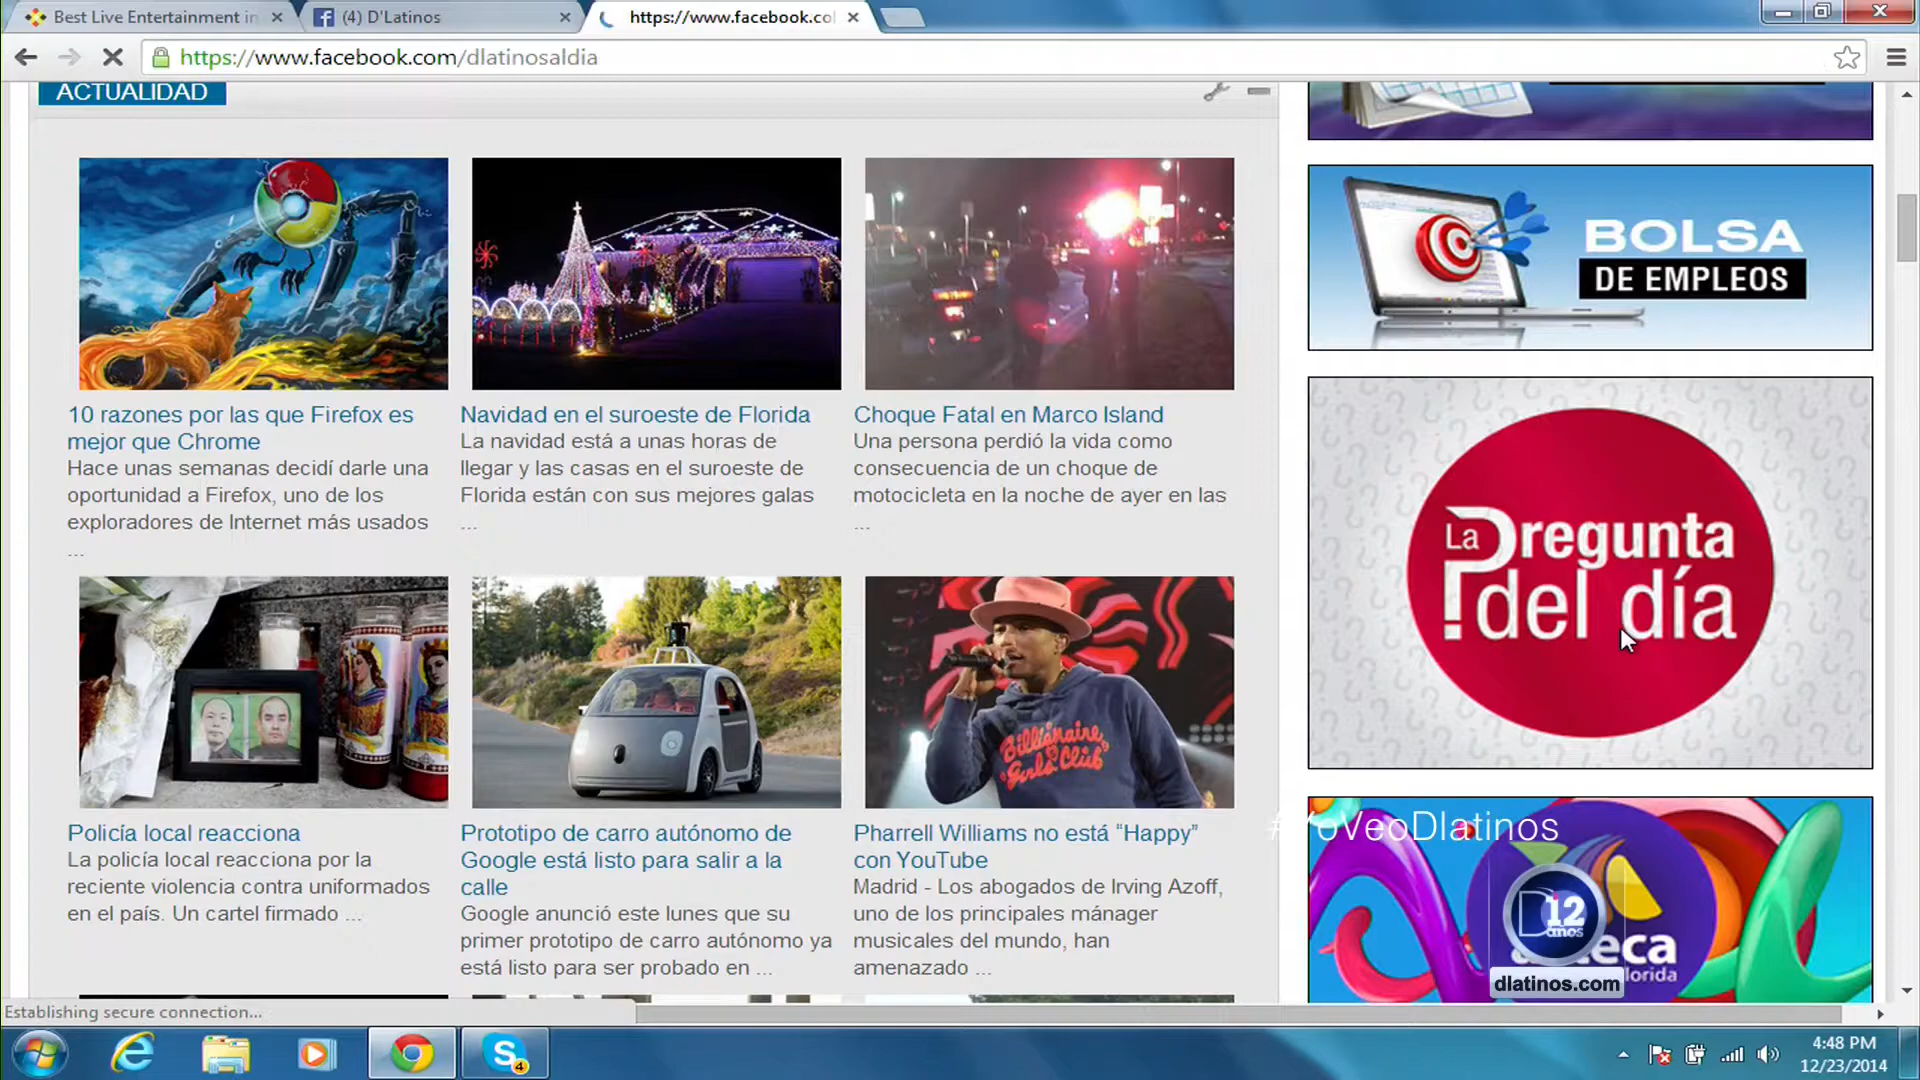 Best Live Entertainment in
(4) D'Latinos
https://www.facebook.co
https://www.facebook.com/dlatinosaldia
ACTUALIDAD
10 razones por las que Firefox es
mejor que Chrome
Hace unas semanas decidí darle una
oportunidad a Firefox, uno de los
exploradores de Internet más usados
...
Navidad en el suroeste de Florida
La navidad está a unas horas de
llegar y las casas en el suroeste de
Florida están con sus mejores galas
...
Choque Fatal en Marco Island
Una persona perdió la vida como
consecuencia de un choque de
motocicleta en la noche de ayer en las
...
Policía local reacciona
La policía local reacciona por la
reciente violencia contra uniformados
en el país. Un cartel firmado ...
Prototipo de carro autónomo de
Google está listo para salir a la
calle
Google anunció este lunes que su
primer prototipo de carro autónomo ya
está listo para ser probado en ...
Billionaire
Girls Club
Pharrell Williams no está “Happy”
con YouTube
Madrid - Los abogados de Irving Azoff,
uno de los principales mánager
musicales del mundo, han
amenazado ...
BOLSA
DE EMPLEOS
La Pregunta
del día
#YoVeoDlatinos
12
años
dlatinos.com
Establishing secure connection...
4
4:48 PM
12/23/2014